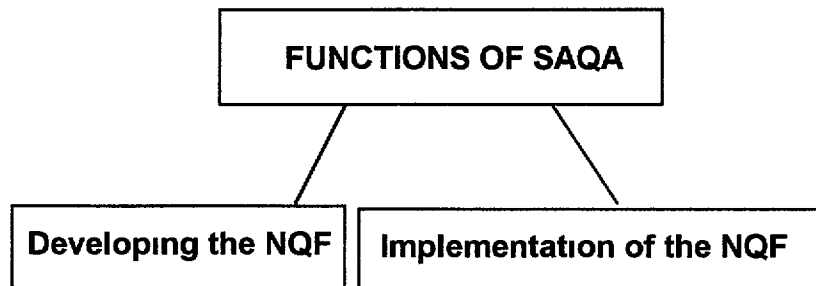 FUNCTIONS OF SAQA
Developing the NQF
Implementation of the NQF